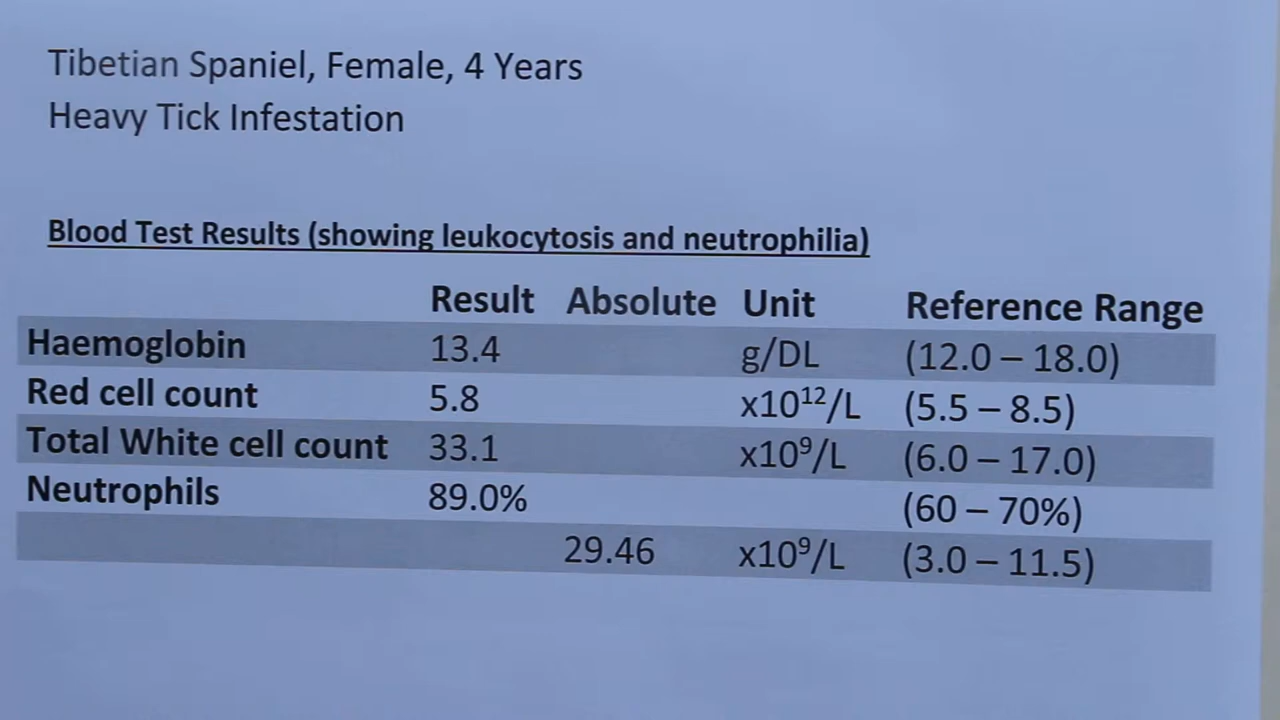 Tibetian Spaniel, Female, 4 Years
Heavy Tick Infestation
Blood Test Results (showing leukocytosis and neutrophilia)
Result Absolute Unit Reference Range
Haemoglobin 13.4 g/DL (12.0 – 18.0)
Red cell count 5.8 x10¹²/L (5.5 – 8.5)
Total White cell count 33.1 x10⁹/L (6.0 – 17.0)
Neutrophils 89.0% (60 – 70%)
29.46 x10⁹/L (3.0 – 11.5)